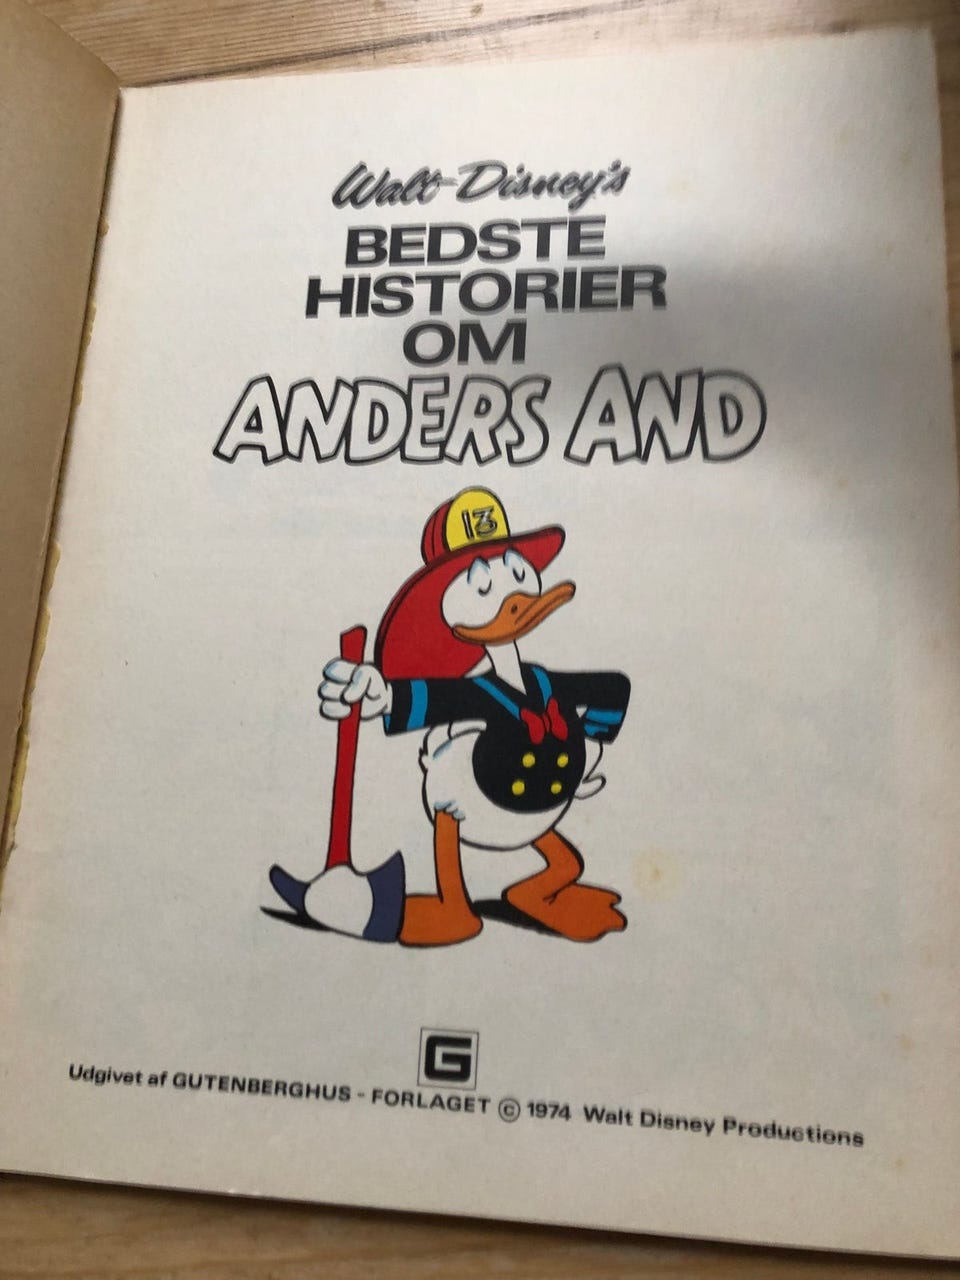 Walt Disney's
BEDSTE
HISTORIER
OM
ANDERS AND
13
G
Udgivet af GUTENBERGHUS - FORLAGET © 1974 Walt Disney Productions